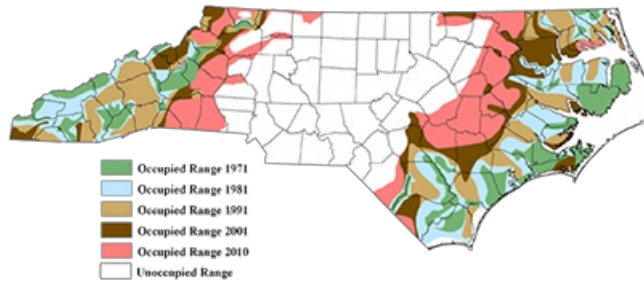 Occupied Range 1971
Occupied Range 1981
Occupied Range 1991
Occupied Range 2001
Occupied Range 2010
Unoccupied Range